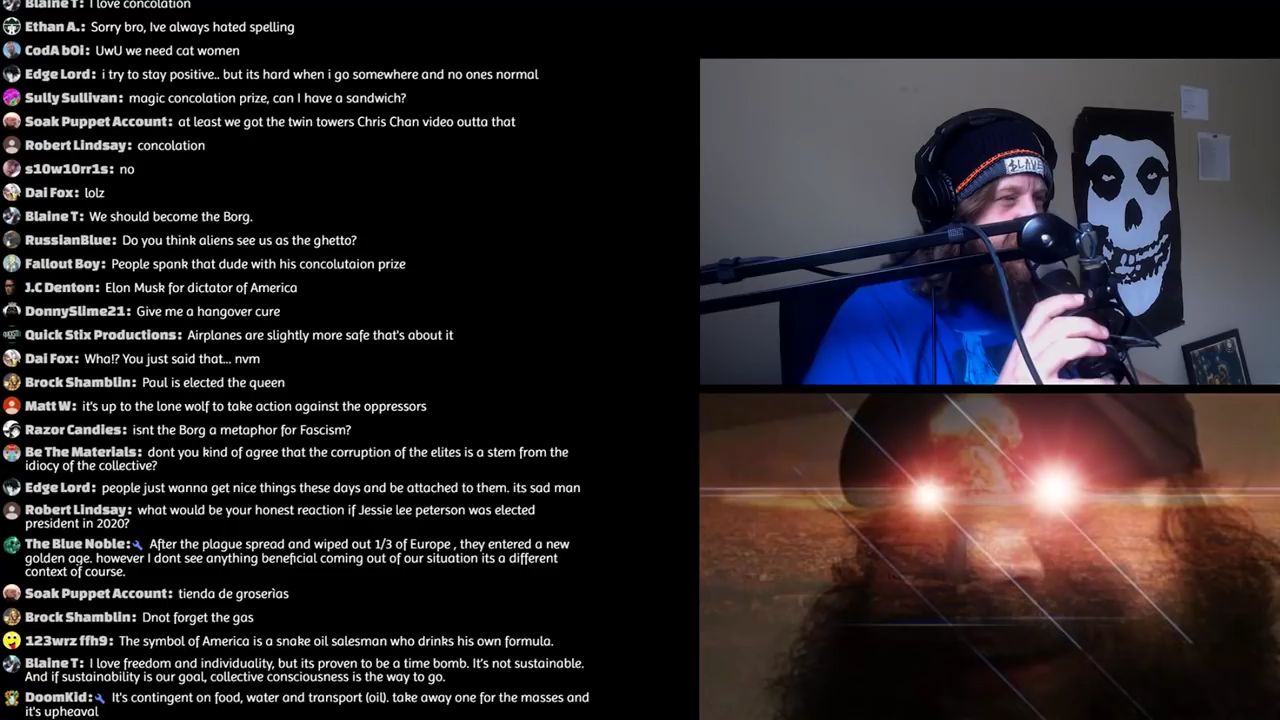 Blaine T: I love concolation
Ethan A.: Sorry bro, Ive always hated spelling
CodA bOi: UwU we need cat women
Edge Lord: i try to stay positive.. but its hard when i go somewhere and no ones normal
Sully Sullivan: magic concolation prize, can I have a sandwich?
Soak Puppet Account: at least we got the twin towers Chris Chan video outta that
Robert Lindsay: concolation
s10w10rr1s: no
Dai Fox: lolz
Blaine T: We should become the Borg.
RussianBlue: Do you think aliens see us as the ghetto?
Fallout Boy: People spank that dude with his concolutaion prize
J.C Denton: Elon Musk for dictator of America
DonnySlime21: Give me a hangover cure
Quick Stix Productions: Airplanes are slightly more safe that's about it
Dai Fox: Wha!? You just said that... nvm
Brock Shamblin: Paul is elected the queen
Matt W: it's up to the lone wolf to take action against the oppressors
Razor Candies: isnt the Borg a metaphor for Fascism?
Be The Materials: dont you kind of agree that the corruption of the elites is a stem from the
idiocy of the collective?
Edge Lord: people just wanna get nice things these days and be attached to them. its sad man
Robert Lindsay: what would be your honest reaction if Jessie lee peterson was elected
president in 2020?
The Blue Noble: After the plague spread and wiped out 1/3 of Europe , they entered a new
golden age. however I dont see anything beneficial coming out of our situation its a different
context of course.
Soak Puppet Account: tienda de groserìas
Brock Shamblin: Dnot forget the gas
123wrz ffh9: The symbol of America is a snake oil salesman who drinks his own formula.
Blaine T: I love freedom and individuality, but its proven to be a time bomb. It's not sustainable.
And if sustainability is our goal, collective consciousness is the way to go.
DoomKid: It's contingent on food, water and transport (oil). take away one for the masses and
it's upheaval
SLAVE